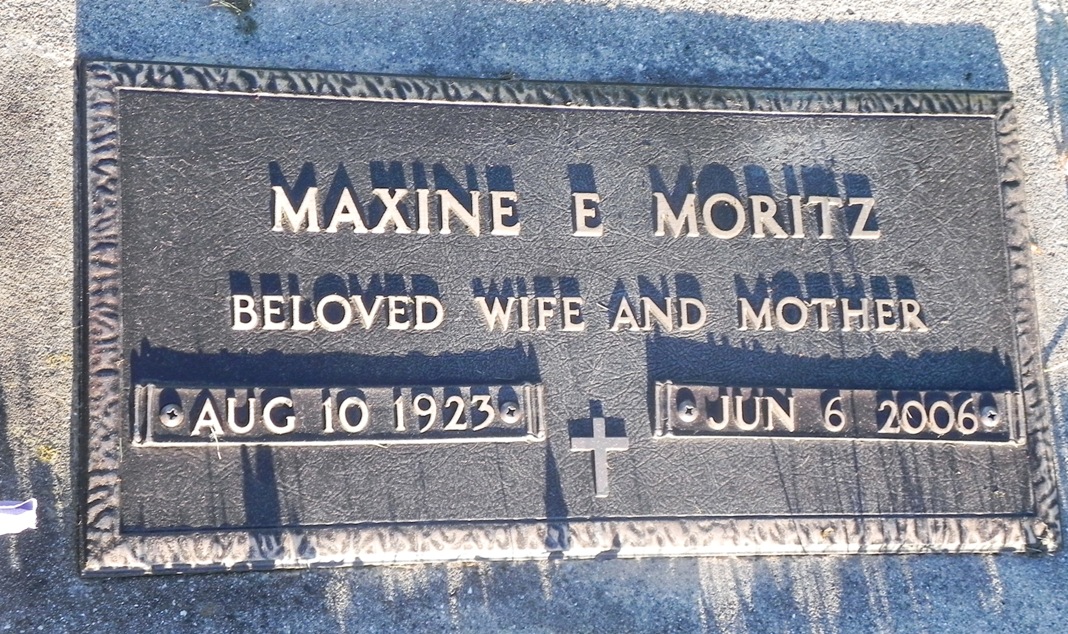 MAXINE E MORITZ
BELOVED WIFE AND MOTHER
AUG 10 1923 JUN 6 2006